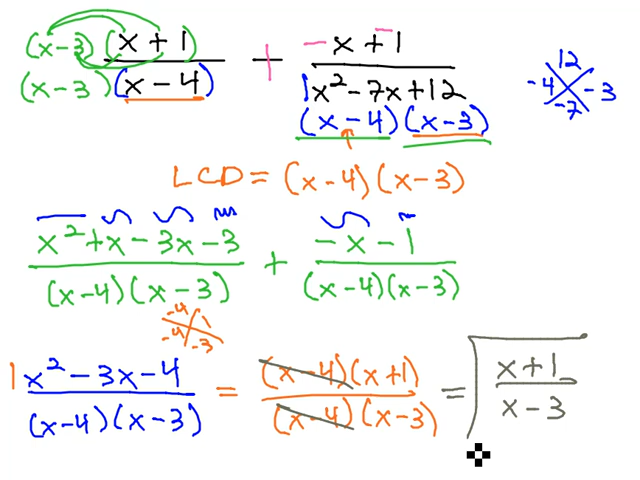 (x-3) (x + 1) + - x + - 1
(x-3) (x - 4) 1x² - 7x + 12
(x - 4) (x - 3)
12
-4 -3
-7
LCD = (x-4)(x-3)
x² + x - 3x - 3 + -x - 1
(x-4)(x-3) (x-4)(x-3)
-4 1
-4 -3
1x² - 3x - 4 = (x-4)(x+1) = x+1
(x-4)(x-3) (x-4)(x-3) x-3